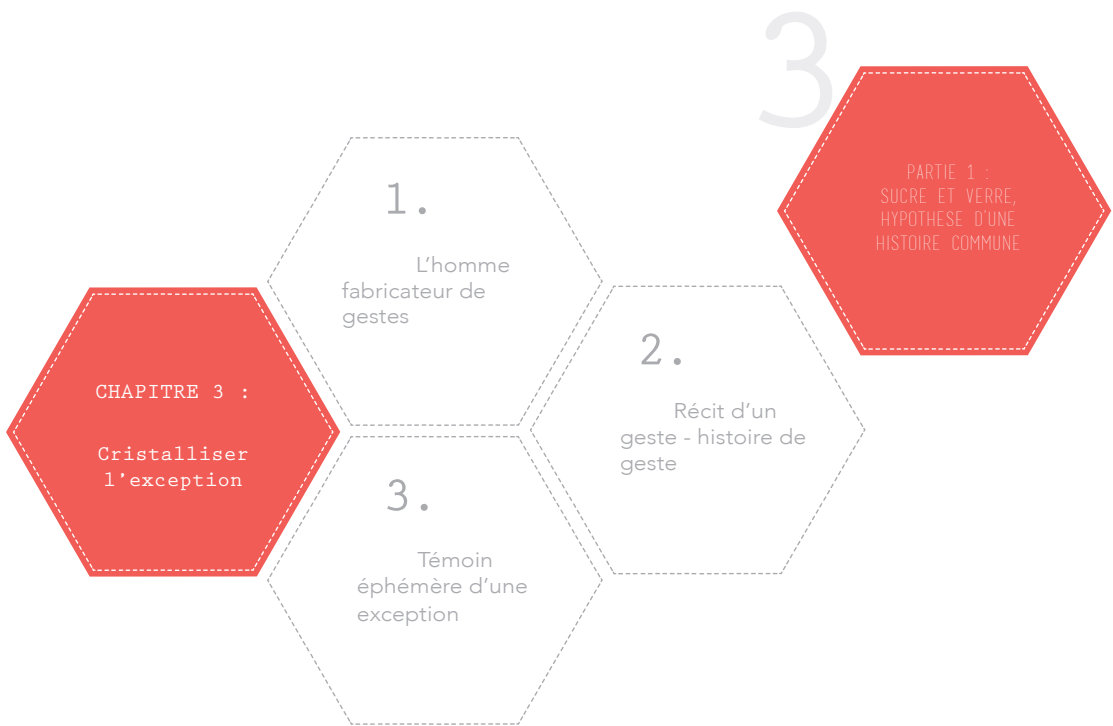 3
PARTIE 1 :
SUCRE ET VERRE,
HYPOTHESE D'UNE
HISTOIRE COMMUNE
CHAPITRE 3 :
Cristalliser
l'exception
1.
L'homme
fabricateur de
gestes
2.
Récit d'un
geste - histoire de
geste
3.
Témoin
éphémère d'une
exception